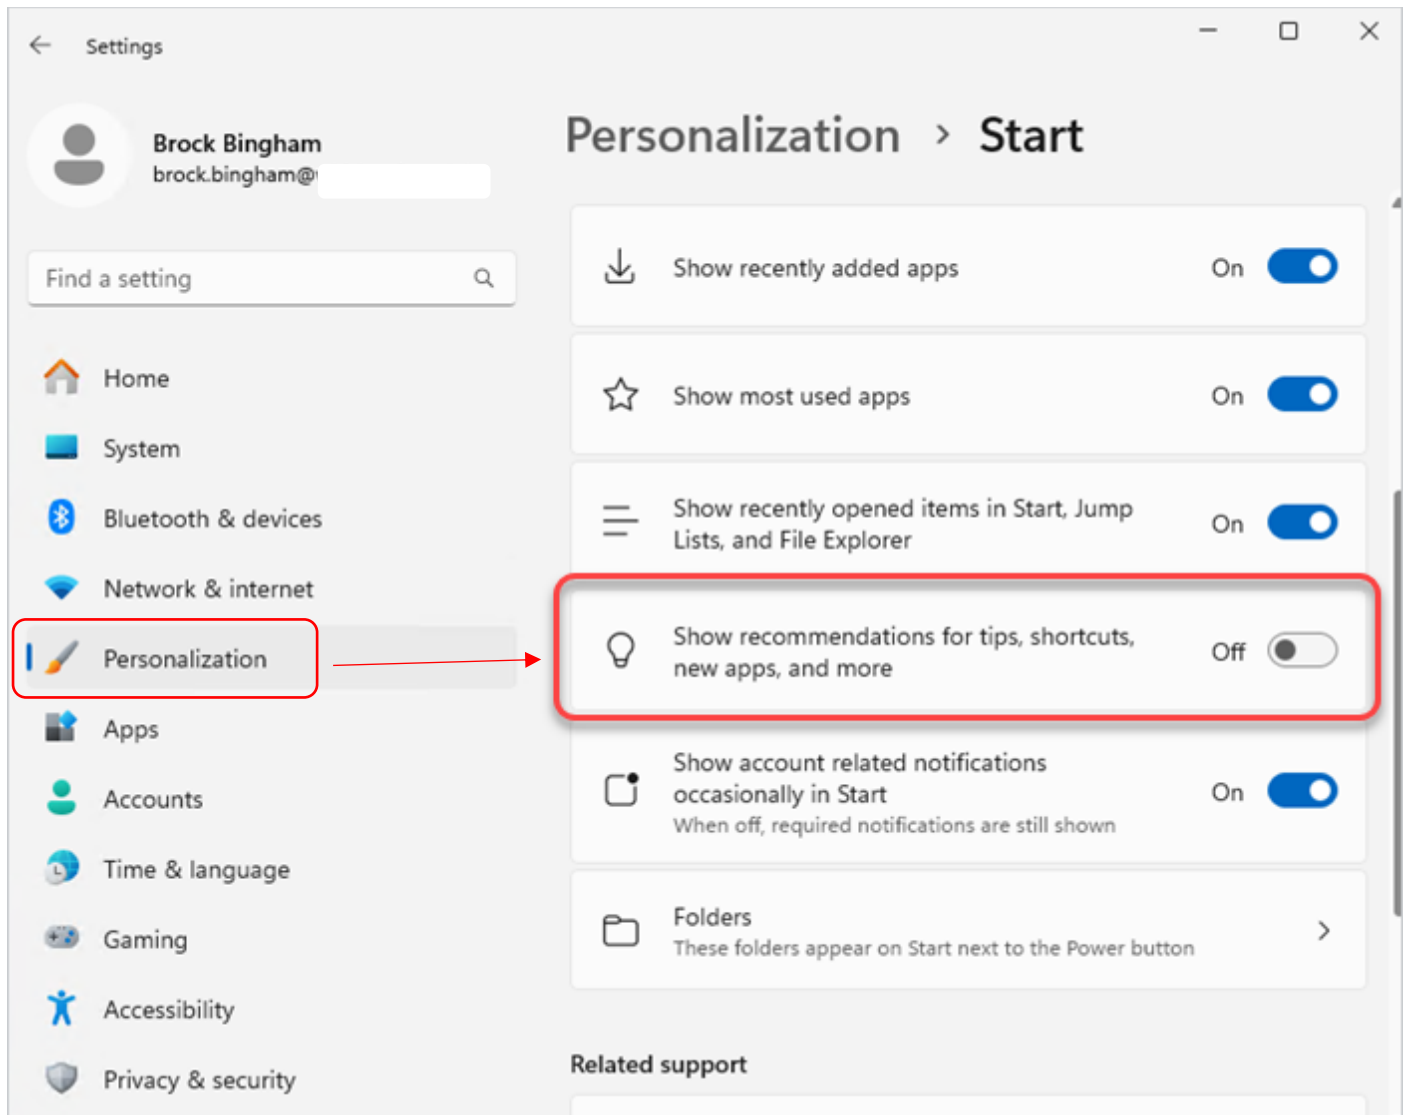 Settings
Brock Bingham
brock.bingham@
Find a setting
Home
System
Bluetooth & devices
Network & internet
Personalization
Apps
Accounts
Time & language
Gaming
Accessibility
Privacy & security
Personalization > Start
Show recently added apps
On
Show most used apps
On
Show recently opened items in Start, Jump
Lists, and File Explorer
On
Show recommendations for tips, shortcuts,
new apps, and more
Off
Show account related notifications
occasionally in Start
When off, required notifications are still shown
On
Folders
These folders appear on Start next to the Power button
Related support